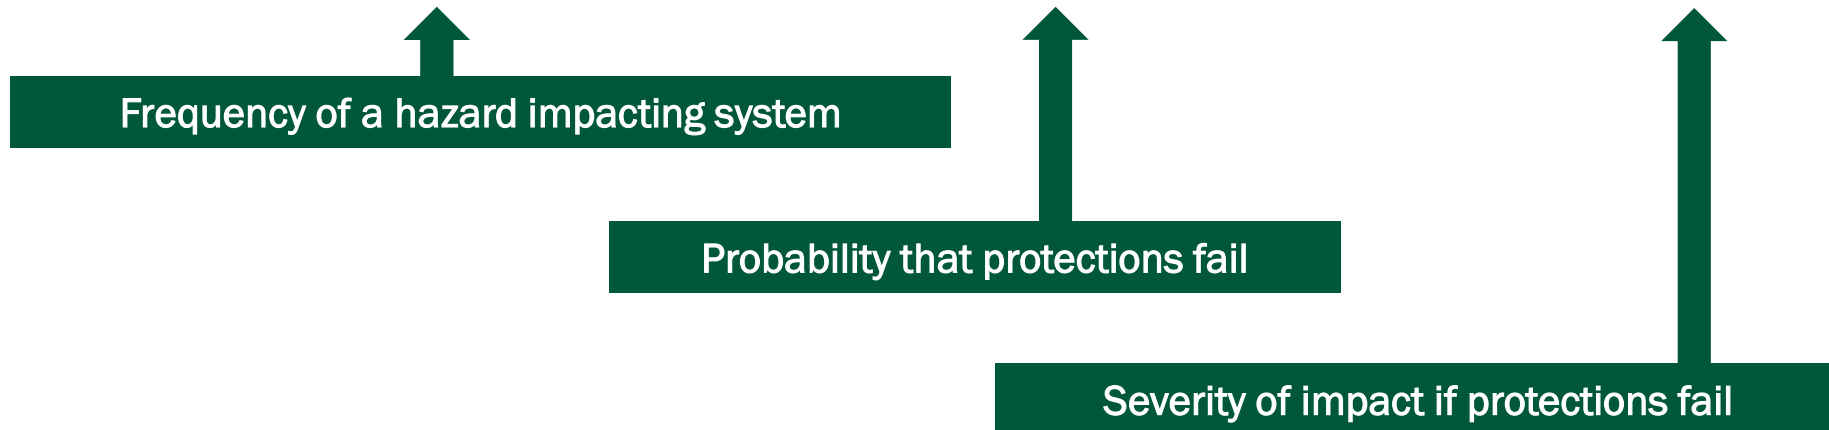 Frequency of a hazard impacting system
Probability that protections fail
Severity of impact if protections fail